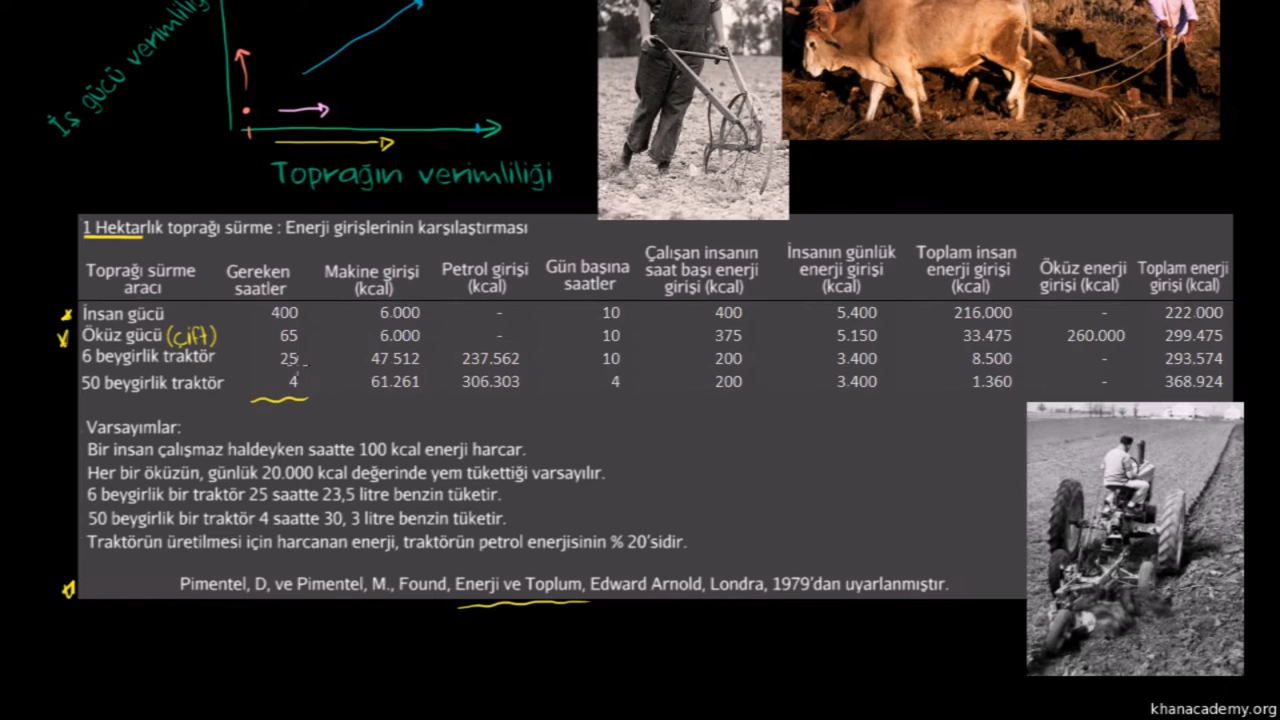 İş gücü verimliliği
Toprağın verimliliği
1 Hektarlık toprağı sürme : Enerji girişlerinin karşılaştırması
Toprağı sürme aracı Gereken saatler Makine girişi (kcal) Petrol girişi (kcal) Gün başına saatler Çalışan insanın saat başı enerji girişi (kcal) İnsanın günlük enerji girişi (kcal) Toplam insan enerji girişi (kcal) Öküz enerji girişi (kcal) Toplam enerji girişi (kcal)
İnsan gücü 400 6.000 - 10 400 5.400 216.000 - 222.000
Öküz gücü (çift) 65 6.000 - 10 375 5.150 33.475 260.000 299.475
6 beygirlik traktör 25 47 512 237.562 10 200 3.400 8.500 - 293.574
50 beygirlik traktör 4 61.261 306.303 4 200 3.400 1.360 - 368.924
Varsayımlar:
Bir insan çalışmaz haldeyken saatte 100 kcal enerji harcar.
Her bir öküzün, günlük 20.000 kcal değerinde yem tükettiği varsayılır.
6 beygirlik bir traktör 25 saatte 23,5 litre benzin tüketir.
50 beygirlik bir traktör 4 saatte 30, 3 litre benzin tüketir.
Traktörün üretilmesi için harcanan enerji, traktörün petrol enerjisinin % 20'sidir.
Pimentel, D, ve Pimentel, M., Found, Enerji ve Toplum, Edward Arnold, Londra, 1979'dan uyarlanmıştır.
khanacademy.org